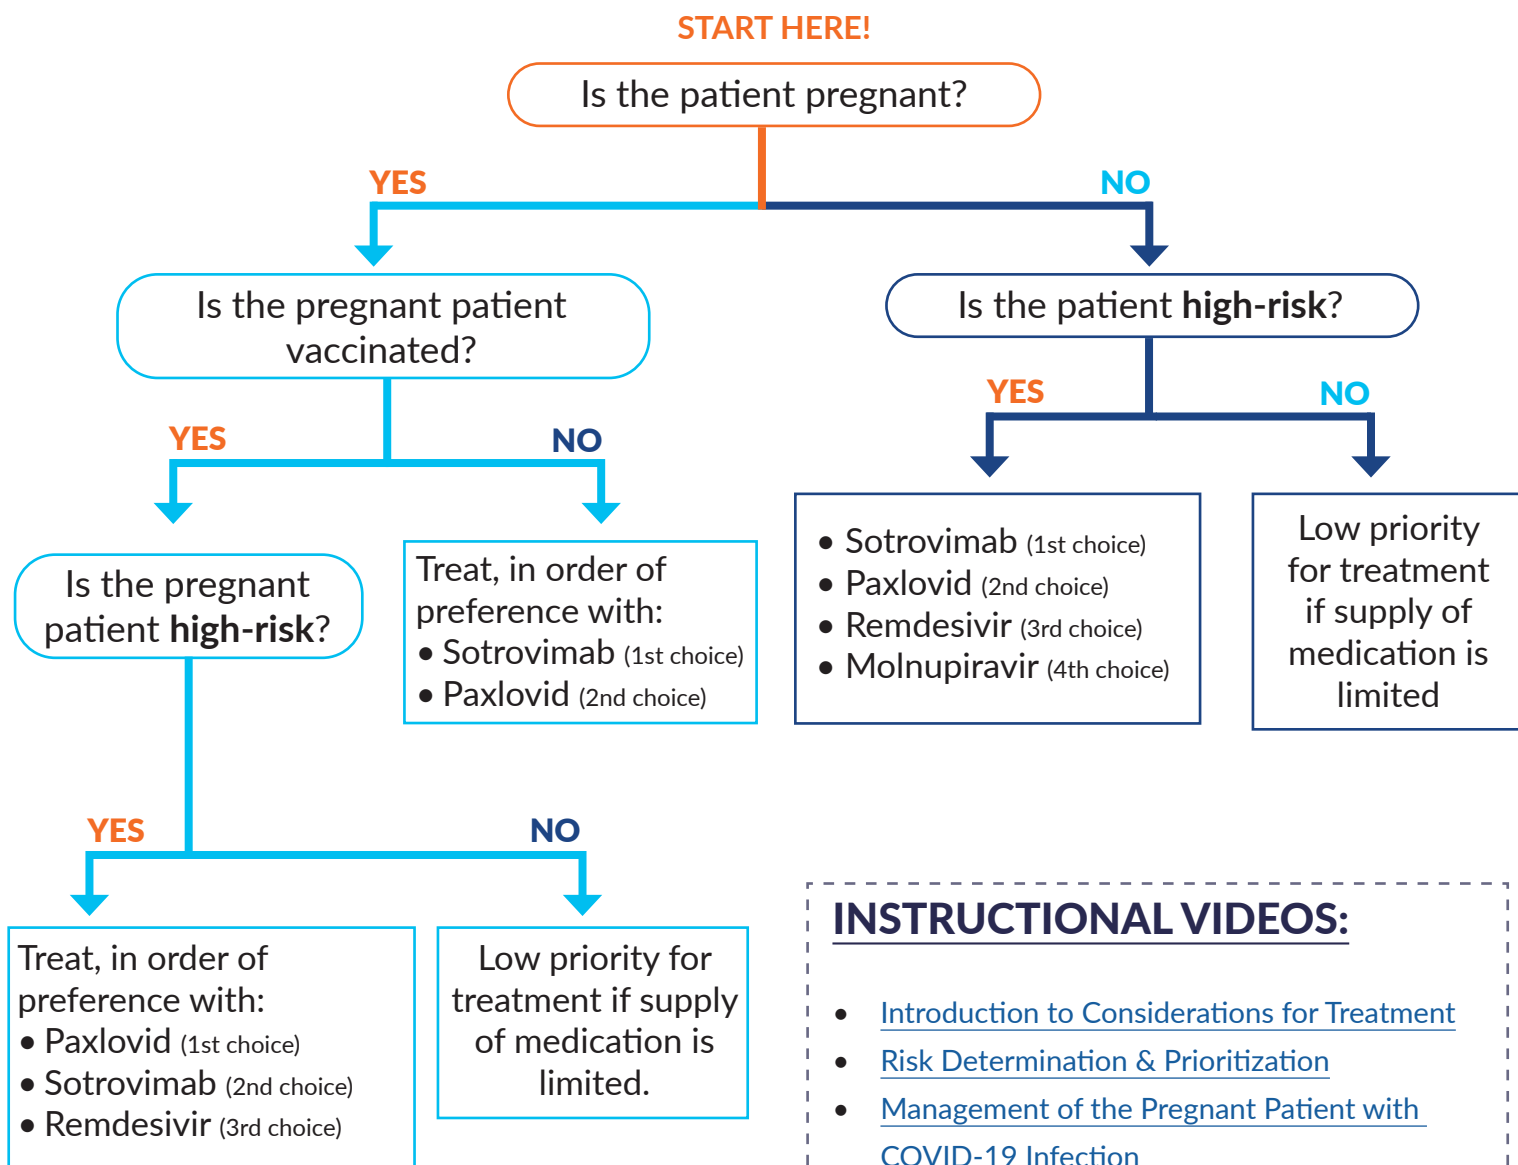 START HERE!
Is the patient pregnant?
YES
NO
Is the pregnant patient
vaccinated?
Is the patient high-risk?
YES
NO
YES
NO
Is the pregnant
patient high-risk?
Treat, in order of
preference with:
• Sotrovimab (1st choice)
• Paxlovid (2nd choice)
• Sotrovimab (1st choice)
• Paxlovid (2nd choice)
• Remdesivir (3rd choice)
• Molnupiravir (4th choice)
Low priority
for treatment
if supply of
medication is
limited
YES
NO
Treat, in order of
preference with:
• Paxlovid (1st choice)
• Sotrovimab (2nd choice)
• Remdesivir (3rd choice)
Low priority for
treatment if supply
of medication is
limited.
INSTRUCTIONAL VIDEOS:
• Introduction to Considerations for Treatment
• Risk Determination & Prioritization
• Management of the Pregnant Patient with
COVID-19 Infection